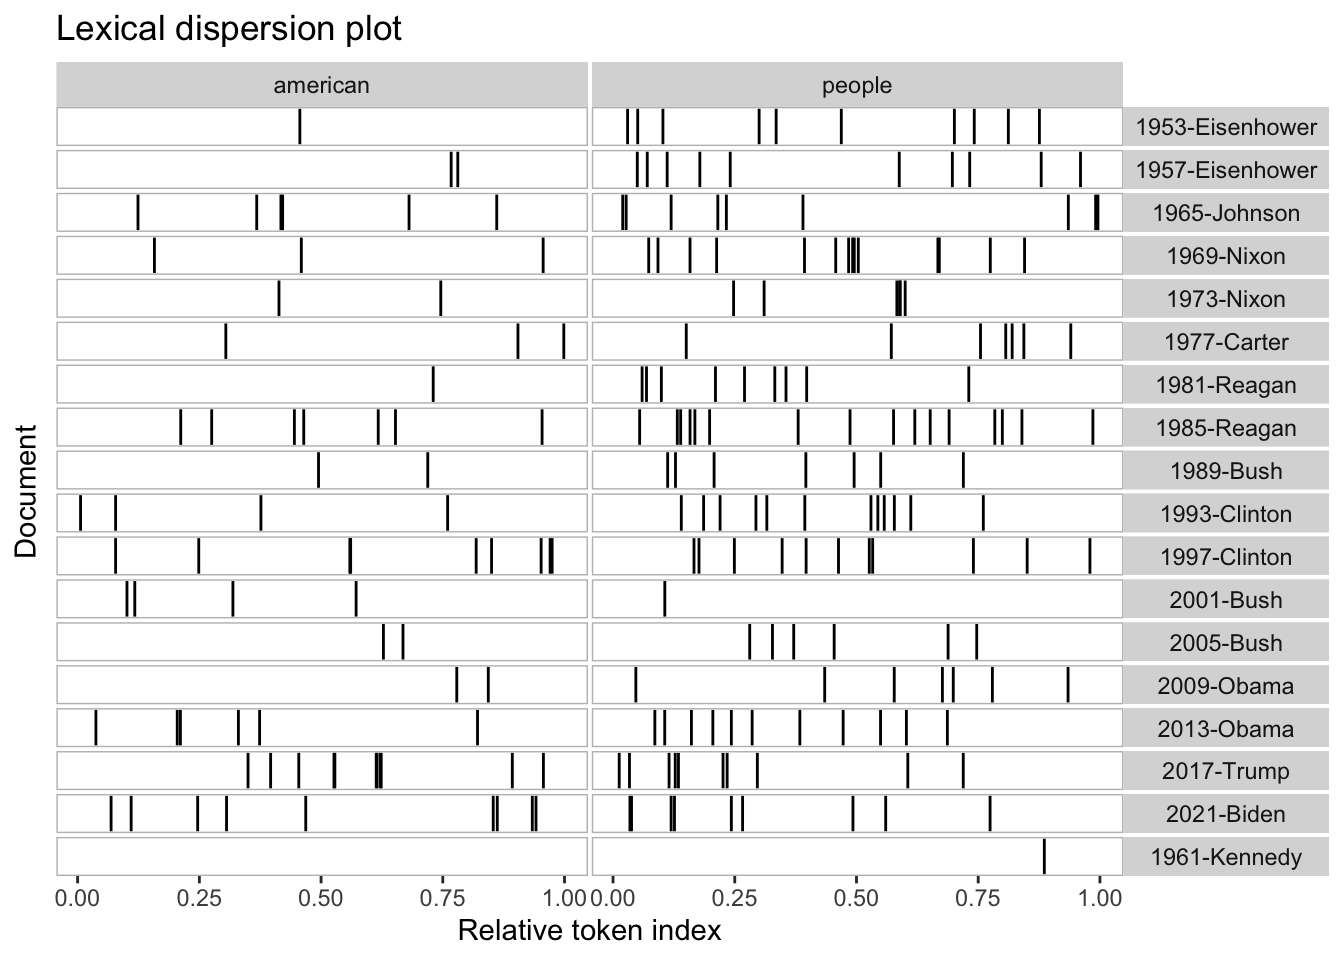 Lexical dispersion plot
american people
1953-Eisenhower
1957-Eisenhower
1965-Johnson
1969-Nixon
1973-Nixon
1977-Carter
1981-Reagan
1985-Reagan
1989-Bush
1993-Clinton
1997-Clinton
2001-Bush
2005-Bush
2009-Obama
2013-Obama
2017-Trump
2021-Biden
1961-Kennedy
Document
0.00 0.25 0.50 0.75 1.00 0.00 0.25 0.50 0.75 1.00
Relative token index